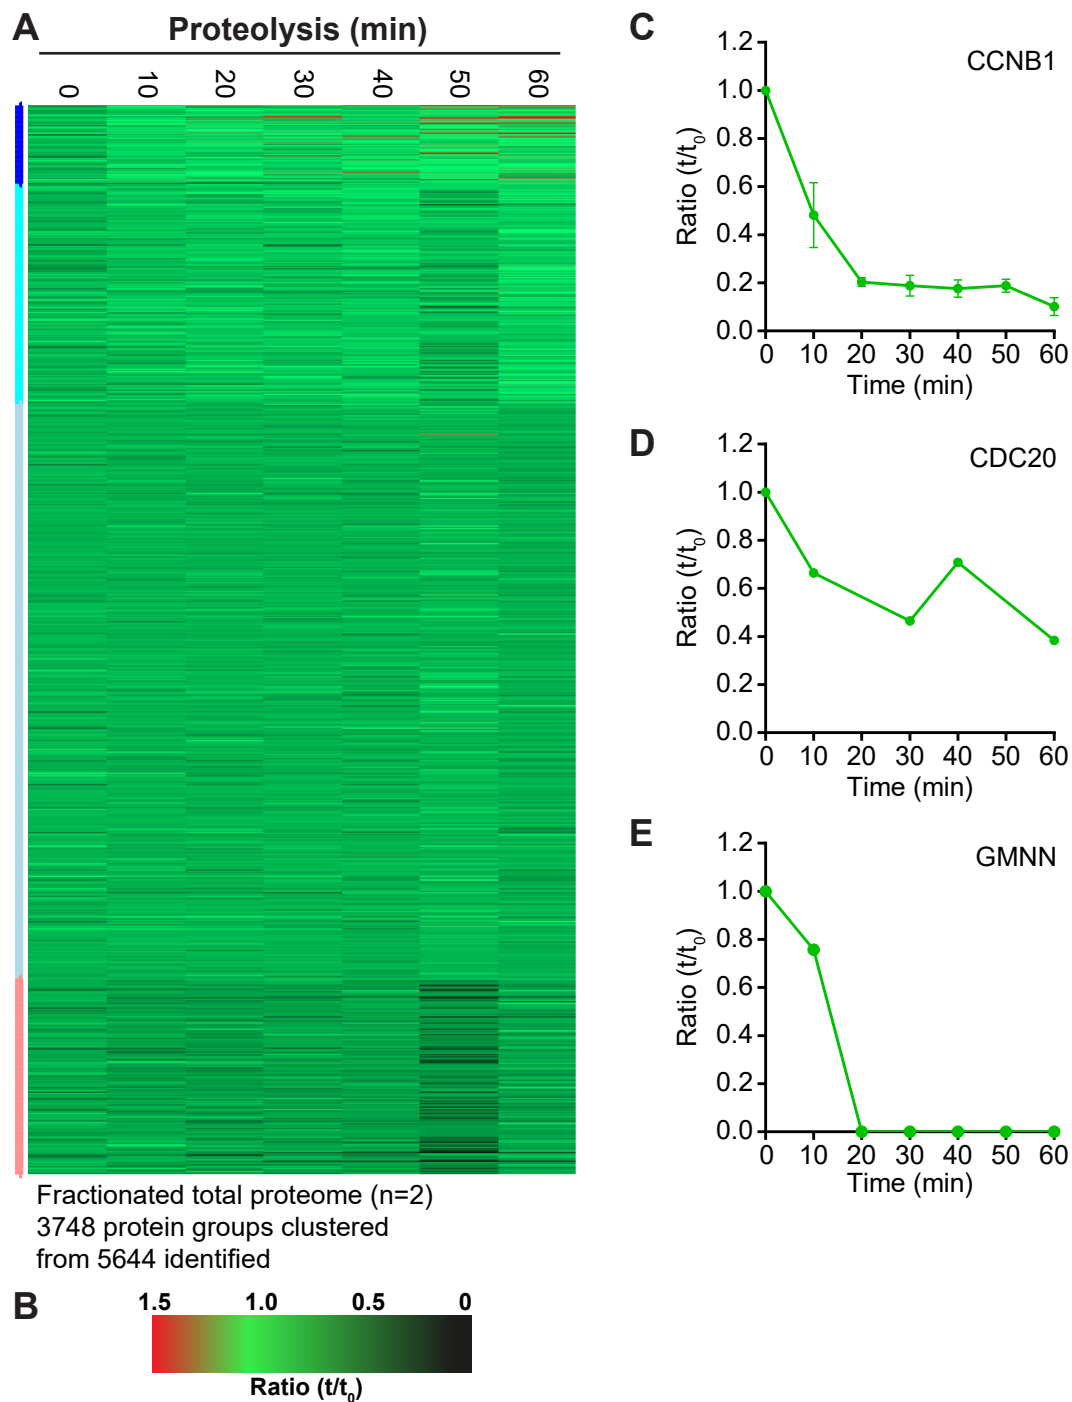 A
Proteolysis (min)
0 10 20 30 40 50 60
Fractionated total proteome (n=2)
3748 protein groups clustered
from 5644 identified
B
1.5 1.0 0.5 0
Ratio (t/t0)
C
CCNB1
Ratio (t/t0)
1.2
1.0
0.8
0.6
0.4
0.2
0.0
0 10 20 30 40 50 60
Time (min)
D
CDC20
Ratio (t/t0)
1.2
1.0
0.8
0.6
0.4
0.2
0.0
0 10 20 30 40 50 60
Time (min)
E
GMNN
Ratio (t/t0)
1.2
1.0
0.8
0.6
0.4
0.2
0.0
0 10 20 30 40 50 60
Time (min)